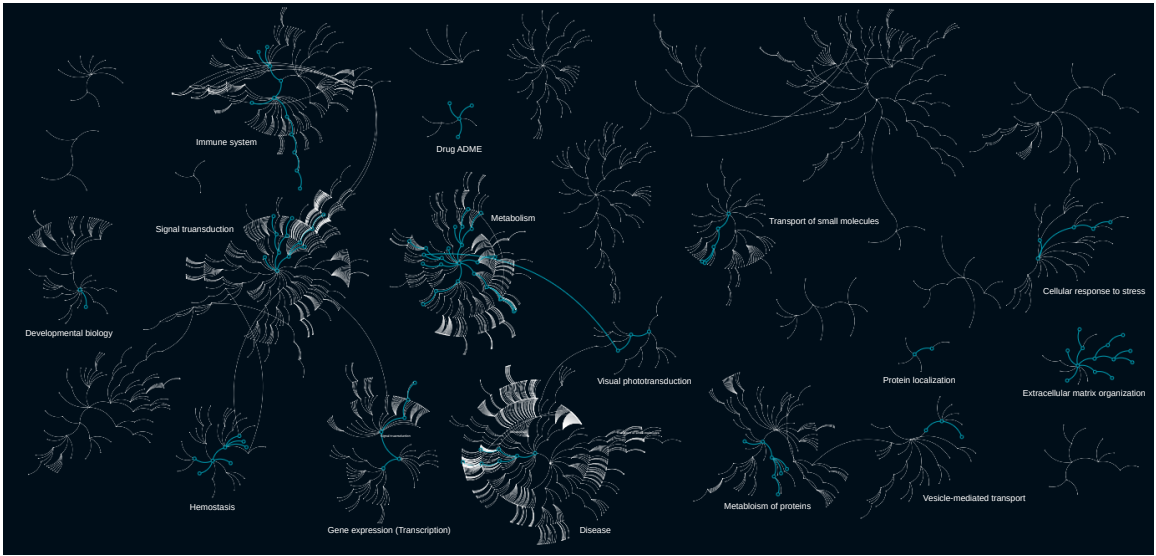 Immune system
Drug ADME
Signal truansduction
Metabolism
Transport of small molecules
Cellular response to stress
Developmental biology
Visual phototransduction
Protein localization
Extracellular matrix organization
Hemostasis
Gene expression (Transcription)
Disease
Metabloism of proteins
Vesicle-mediated transport